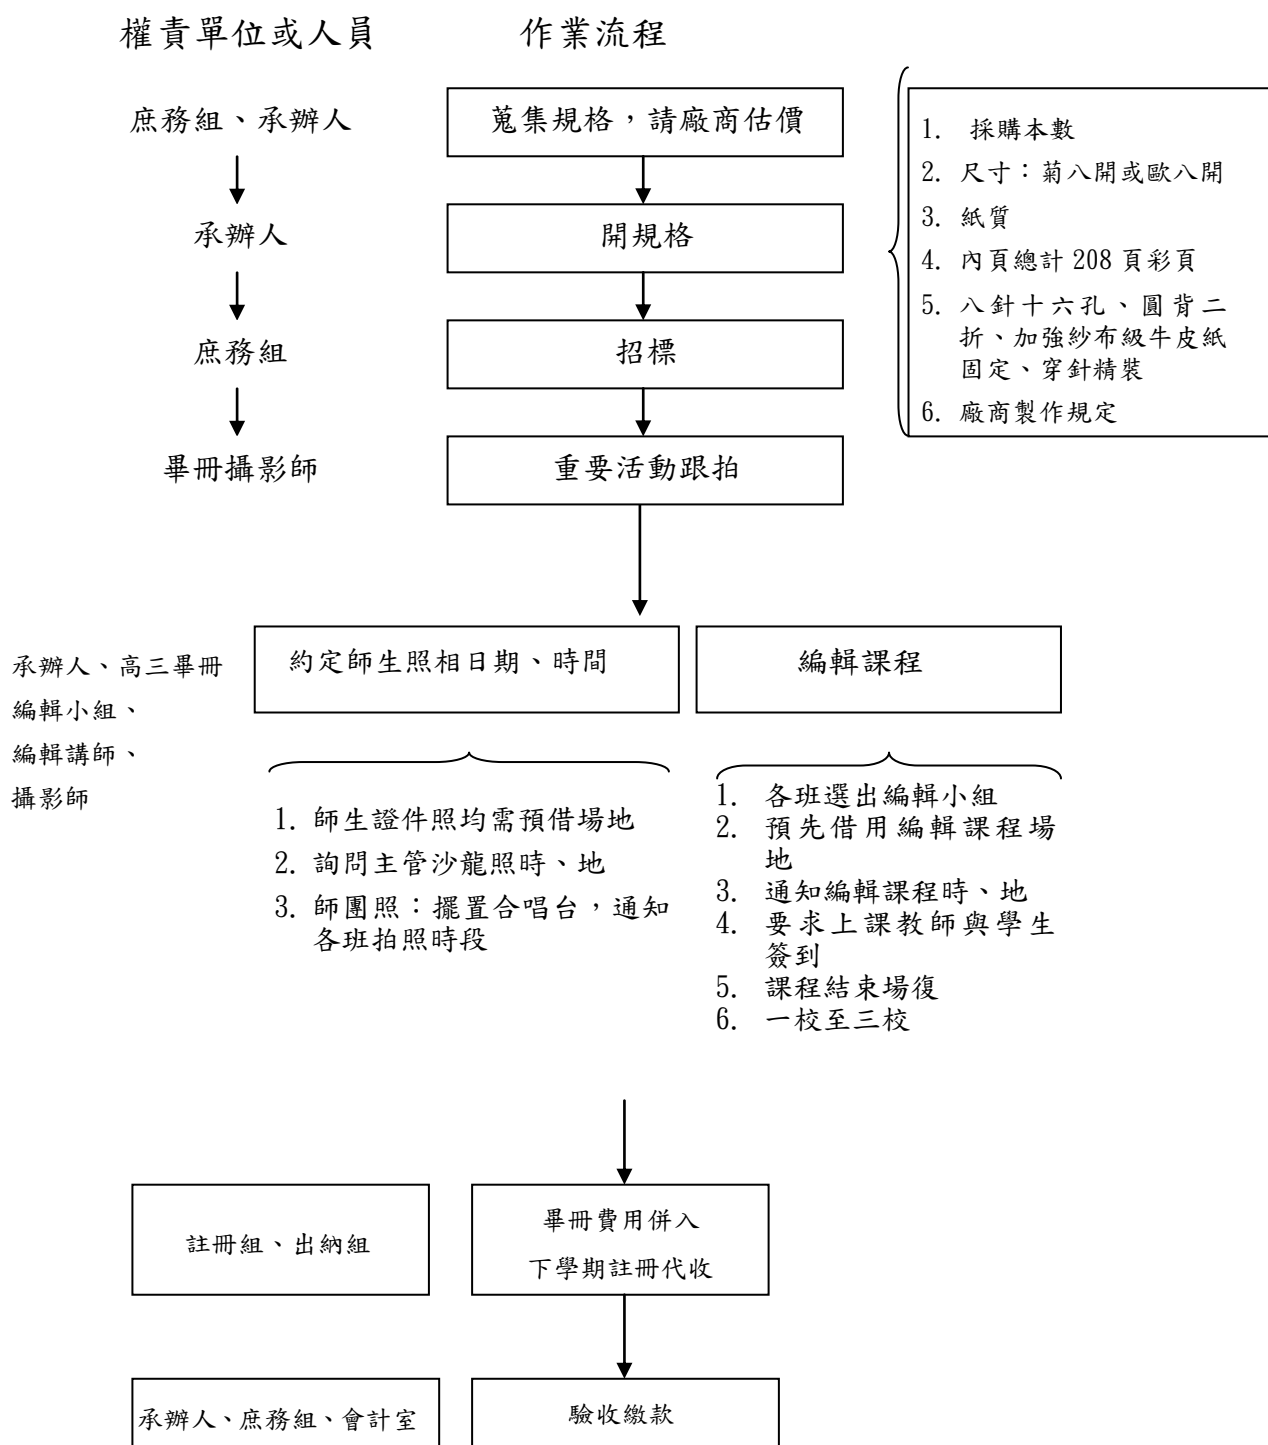 權責單位或人員 作業流程
庶務組、承辦人
蒐集規格，請廠商估價
承辦人
開規格
庶務組
招標
畢冊攝影師
重要活動跟拍
1. 採購本數
2. 尺寸：菊八開或歐八開
3. 紙質
4. 內頁總計 208 頁彩頁
5. 八針十六孔、圓背二
折、加強紗布級牛皮紙
固定、穿針精裝
6. 廠商製作規定
承辦人、高三畢冊
編輯小組、
編輯講師、
攝影師
約定師生照相日期、時間
編輯課程
1. 師生證件照均需預借場地
2. 詢問主管沙龍照時、地
3. 師團照：擺置合唱台，通知
各班拍照時段
1. 各班選出編輯小組
2. 預先借用編輯課程場
地
3. 通知編輯課程時、地
4. 要求上課教師與學生
簽到
5. 課程結束場復
6. 一校至三校
註冊組、出納組
畢冊費用併入
下學期註冊代收
承辦人、庶務組、會計室
驗收繳款